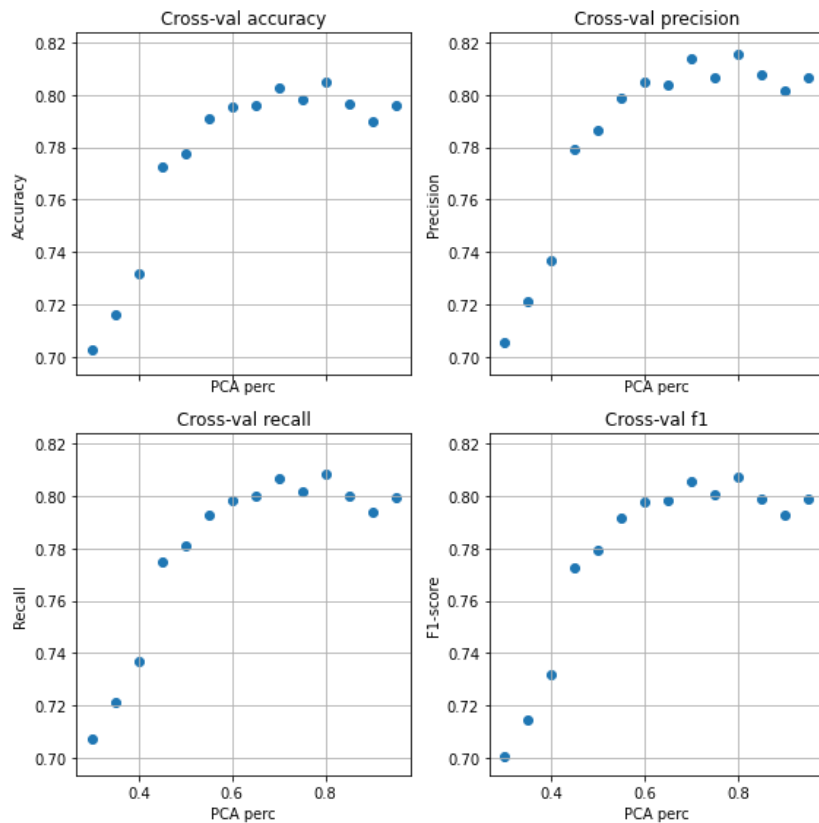 Cross-val accuracy
Cross-val precision
0.82
0.80
0.78
0.76
0.74
0.72
0.70
Accuracy
PCA perc
0.82
0.80
0.78
0.76
0.74
0.72
0.70
Precision
PCA perc
Cross-val recall
Cross-val f1
0.82
0.80
0.78
0.76
0.74
0.72
0.70
Recall
0.4 0.6 0.8
PCA perc
0.82
0.80
0.78
0.76
0.74
0.72
0.70
F1-score
0.4 0.6 0.8
PCA perc